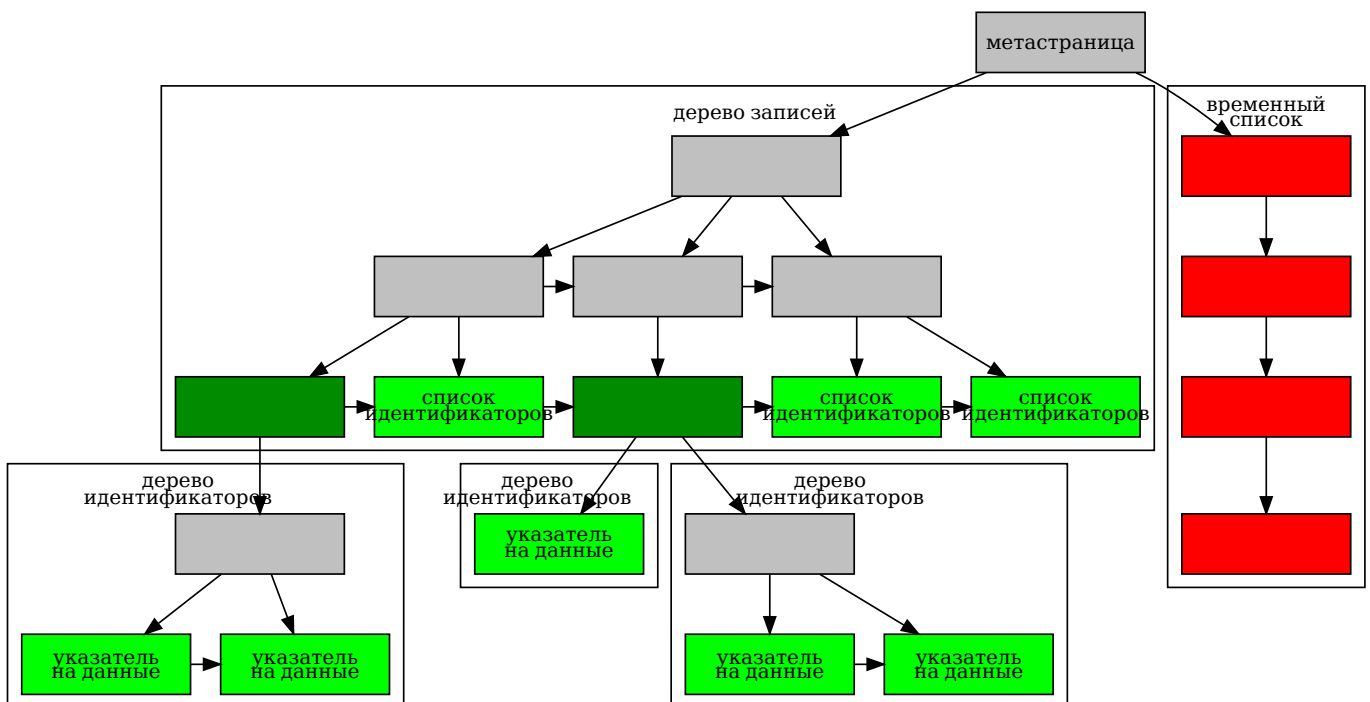 метастраница
дерево записей
временный
список
список
идентификаторов
список
идентификаторов
список
идентификаторов
дерево
идентификаторов
дерево
идентификаторов
дерево
идентификаторов
указатель
на данные
указатель
на данные
указатель
на данные
указатель
на данные
указатель
на данные